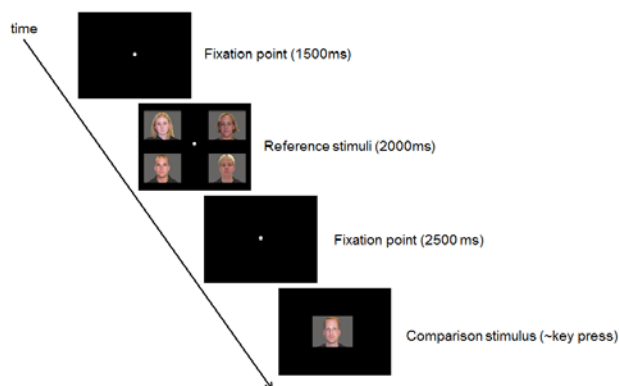 time
Fixation point (1500ms)
Reference stimuli (2000ms)
Fixation point (2500 ms)
Comparison stimulus (~key press)